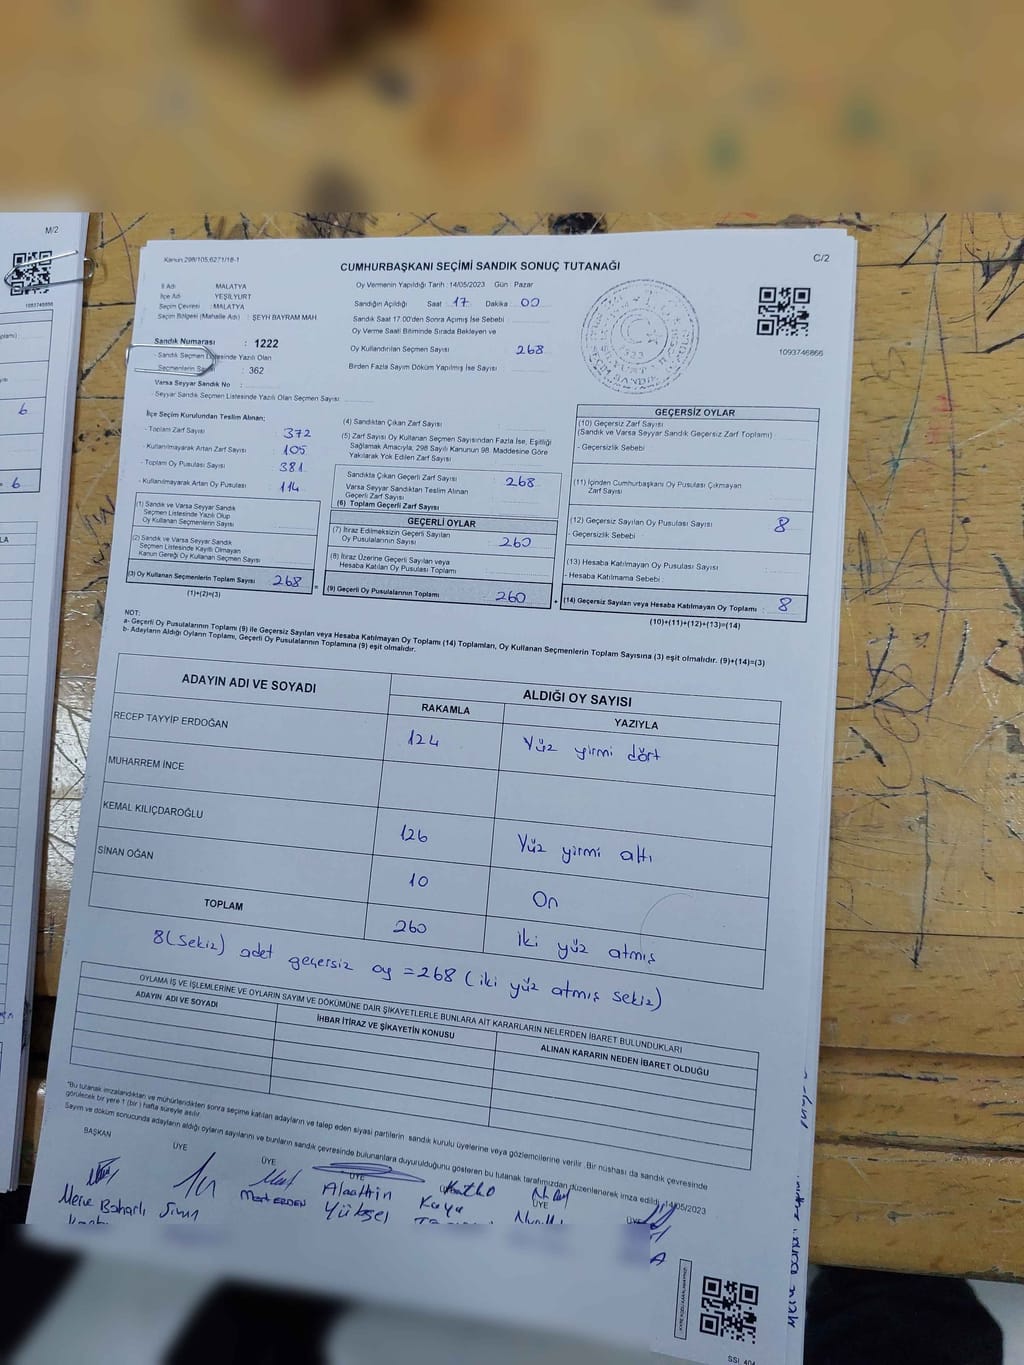 M/2
1093746866
6
6
Kanun:298/105,6271/18-1
C/2
CUMHURBAŞKANI SEÇİMİ SANDIK SONUÇ TUTANAĞI
1093746866
İl Adı : MALATYA
İlçe Adı : YEŞİLYURT
Seçim Çevresi : MALATYA
Seçim Bölgesi (Mahalle Adı) : ŞEYH BAYRAM MAH.
Sandık Numarası : 1222
Sandık Seçmen Listesinde Yazılı Olan
Seçmenlerin Sayısı : 362
Varsa Seyyar Sandık No :
Seyyar Sandık Seçmen Listesinde Yazılı Olan Seçmen Sayısı :
Oy Vermenin Yapıldığı Tarih : 14/05/2023 Gün : Pazar
Sandığın Açıldığı Saat : 17 Dakika : 00
Sandık Saat 17.00'den Sonra Açılmış İse Sebebi
Oy Verme Saati Bitiminde Sırada Bekleyen ve
Oy Kullandırılan Seçmen Sayısı 268
Birden Fazla Sayım Döküm Yapılmış İse Sayısı :
İlçe Seçim Kurulundan Teslim Alınan:
- Toplam Zarf Sayısı : 372
- Kullanılmayarak Artan Zarf Sayısı : 105
- Toplam Oy Pusulası Sayısı : 381
- Kullanılmayarak Artan Oy Pusulası : 114
(1) Sandık ve Varsa Seyyar Sandık
Seçmen Listesinde Yazılı Olup
Oy Kullanan Seçmenlerin Sayısı :
(2) Sandık ve Varsa Seyyar Sandık
Seçmen Listesinde Kayıtlı Olmayan
Kanun Gereği Oy Kullanan Seçmen Sayısı :
(3) Oy Kullanan Seçmenlerin Toplam Sayısı : 268
(1)+(2)=(3)
(4) Sandıktan Çıkan Zarf Sayısı :
(5) Zarf Sayısı Oy Kullanan Seçmen Sayısından Fazla İse, Eşitliği
Sağlamak Amacıyla, 298 Sayılı Kanunun 98. Maddesine Göre
Yakılarak Yok Edilen Zarf Sayısı
Sandıkta Çıkan Geçerli Zarf Sayısı : 268
Varsa Seyyar Sandıktan Teslim Alınan
Geçerli Zarf Sayısı
(6) Toplam Geçerli Zarf Sayısı
GEÇERLİ OYLAR
(7) İtiraz Edilmeksizin Geçerli Sayılan
Oy Pusulalarının Sayısı : 260
(8) İtiraz Üzerine Geçerli Sayılan veya
Hesaba Katılan Oy Pusulası Toplamı :
(9) Geçerli Oy Pusulalarının Toplamı : 260
GEÇERSİZ OYLAR
(10) Geçersiz Zarf Sayısı
(Sandık ve Varsa Seyyar Sandık Geçersiz Zarf Toplamı) :
- Geçersizlik Sebebi :
(11) İçinden Cumhurbaşkanı Oy Pusulası Çıkmayan
Zarf Sayısı
(12) Geçersiz Sayılan Oy Pusulası Sayısı : 8
- Geçersizlik Sebebi :
(13) Hesaba Katılmayan Oy Pusulası Sayısı :
- Hesaba Katılmama Sebebi :
(14) Geçersiz Sayılan veya Hesaba Katılmayan Oy Toplamı : 8
(10)+(11)+(12)+(13)=(14)
NOT:
a- Geçerli Oy Pusulalarının Toplamı (9) ile Geçersiz Sayılan veya Hesaba Katılmayan Oy Toplamı (14) Toplamları, Oy Kullanan Seçmenlerin Toplam Sayısına (3) eşit olmalıdır. (9)+(14)=(3)
b- Adayların Aldığı Oyların Toplamı, Geçerli Oy Pusulalarının Toplamına (9) eşit olmalıdır.
ADAYIN ADI VE SOYADI
ALDIĞI OY SAYISI
RAKAMLA
YAZIYLA
RECEP TAYYİP ERDOĞAN 124 Yüz yirmi dört
MUHARREM İNCE
KEMAL KILIÇDAROĞLU 126 Yüz yirmi altı
SİNAN OĞAN 10 On
TOPLAM 260 İki yüz atmış
8 (Sekiz) adet geçersiz oy = 268 (iki yüz atmış sekiz)
OYLAMA İŞ VE İŞLEMLERİNE VE OYLARIN SAYIM VE DÖKÜMÜNE DAİR ŞİKAYETLERLE BUNLARA AİT KARARLARIN NELERDEN İBARET BULUNDUKLARI
ADAYIN ADI VE SOYADI
İHBAR İTİRAZ VE ŞİKAYETİN KONUSU
ALINAN KARARIN NEDEN İBARET OLDUĞU
"Bu tutanak imzalandıktan ve mühürlendikten sonra seçime katılan adayların ve talep eden siyasi partilerin sandık kurulu üyelerine veya gözlemcilerine verilir. Bir nüshası da sandık çevresinde
görülecek bir yere 1 (bir) hafta süreyle asılır.
Sayım ve döküm sonucunda adayların aldığı oyların sayılarını ve bunların sandık çevresinde bulunanlara duyurulduğunu gösteren bu tutanak tarafımızdan düzenlenerek imza edildi. 14/05/2023
BAŞKAN
ÜYE
ÜYE
ÜYE
ÜYE
ÜYE
Merve Baharlı
Mert ERDEN
Alaattin
Yüksel
Kaya
SSI 404